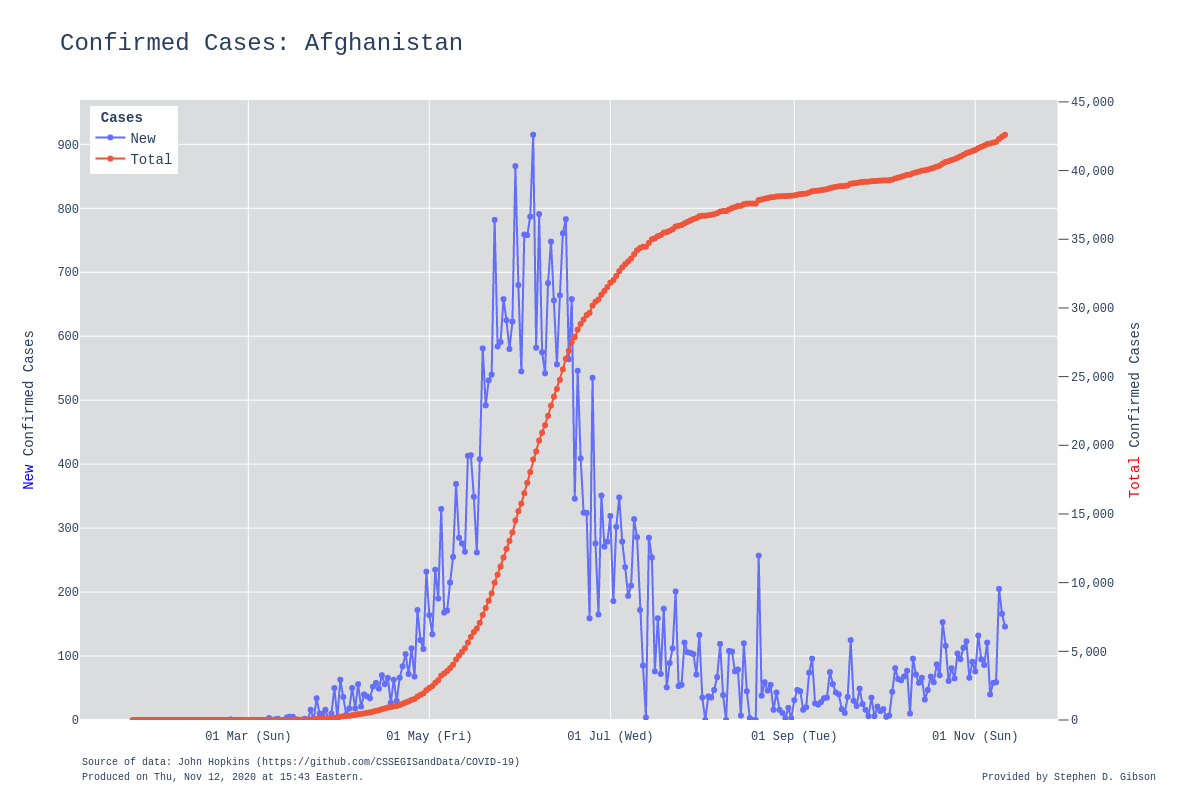 Confirmed Cases: Afghanistan
Cases
New
Total
900
800
700
600
500
400
300
200
100
0
45,000
40,000
35,000
30,000
25,000
20,000
15,000
10,000
5,000
0
New Confirmed Cases
Total Confirmed Cases
01 Mar (Sun)
01 May (Fri)
01 Jul (Wed)
01 Sep (Tue)
01 Nov (Sun)
Source of data: John Hopkins (https://github.com/CSSEGISandData/COVID-19)
Produced on Thu, Nov 12, 2020 at 15:43 Eastern.
Provided by Stephen D. Gibson